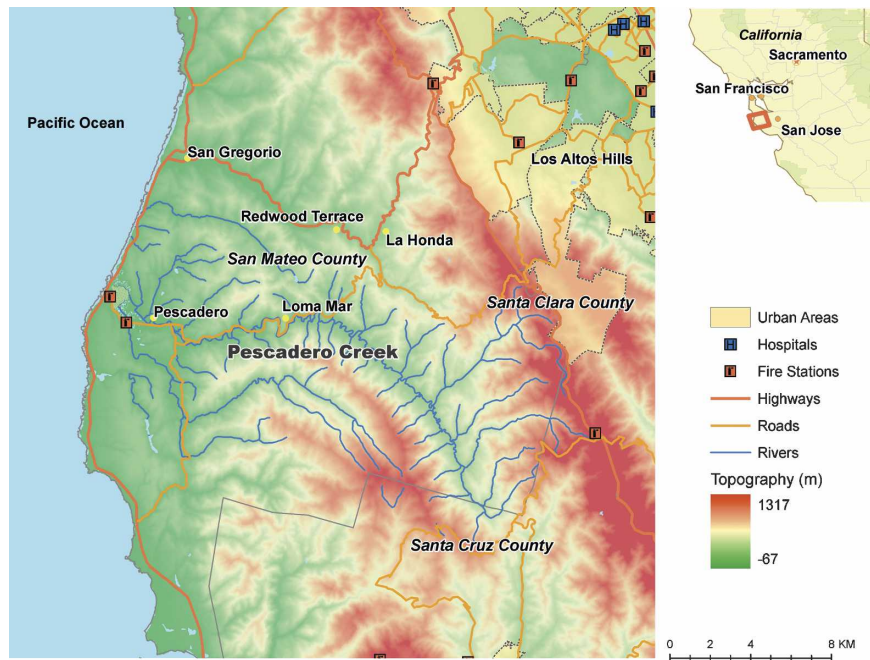 Pacific Ocean
San Gregorio
Los Altos Hills
Redwood Terrace
La Honda
San Mateo County
Santa Clara County
Pescadero
Loma Mar
Pescadero Creek
Santa Cruz County
California
Sacramento
San Francisco
San Jose
Urban Areas
H Hospitals
Fire Stations
Highways
Roads
Rivers
Topography (m)
1317
-67
0 2 4 8 KM